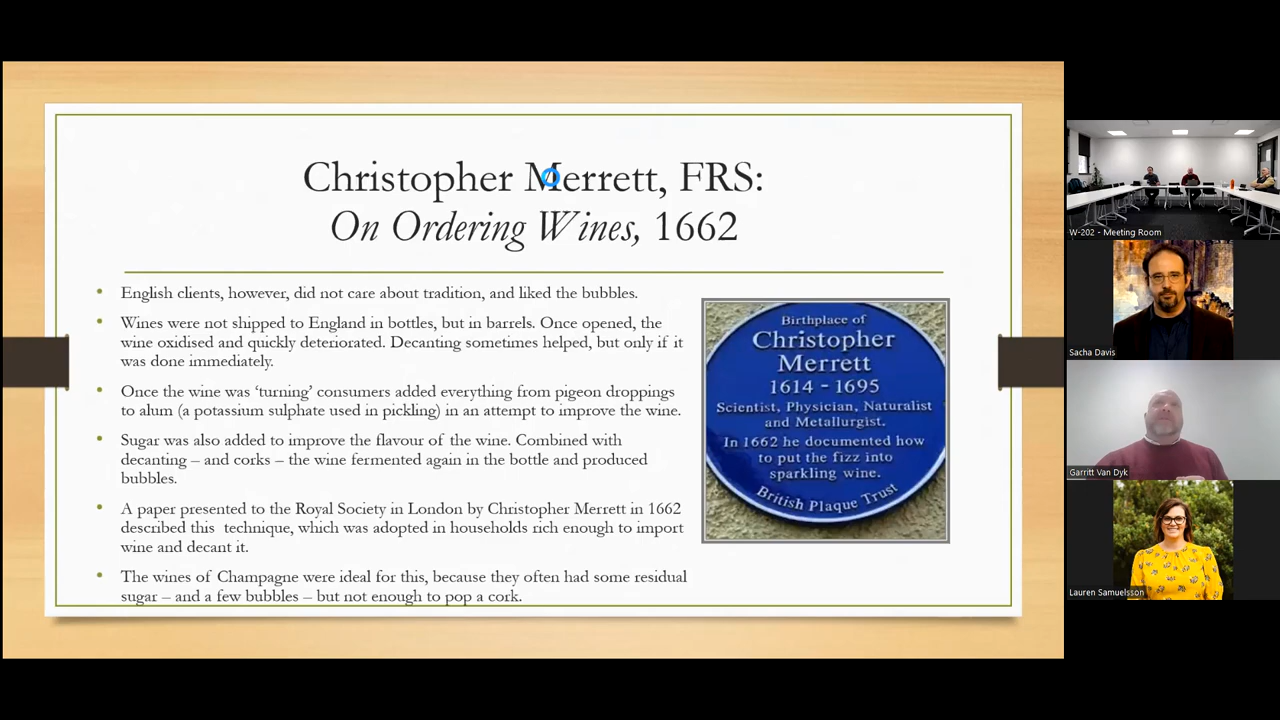 Christopher Merrett, FRS:
On Ordering Wines, 1662
• English clients, however, did not care about tradition, and liked the bubbles.
• Wines were not shipped to England in bottles, but in barrels. Once opened, the
wine oxidised and quickly deteriorated. Decanting sometimes helped, but only if it
was done immediately.
• Once the wine was ‘turning’ consumers added everything from pigeon droppings
to alum (a potassium sulphate used in pickling) in an attempt to improve the wine.
• Sugar was also added to improve the flavour of the wine. Combined with
decanting – and corks – the wine fermented again in the bottle and produced
bubbles.
• A paper presented to the Royal Society in London by Christopher Merrett in 1662
described this technique, which was adopted in households rich enough to import
wine and decant it.
• The wines of Champagne were ideal for this, because they often had some residual
sugar – and a few bubbles – but not enough to pop a cork.
Birthplace of
Christopher
Merrett
1614 - 1695
Scientist, Physician, Naturalist
and Metallurgist.
In 1662 he documented how
to put the fizz into
sparkling wine.
British Plaque Trust
W-202 - Meeting Room
Sacha Davis
Garritt Van Dyk
Lauren Samuelsson